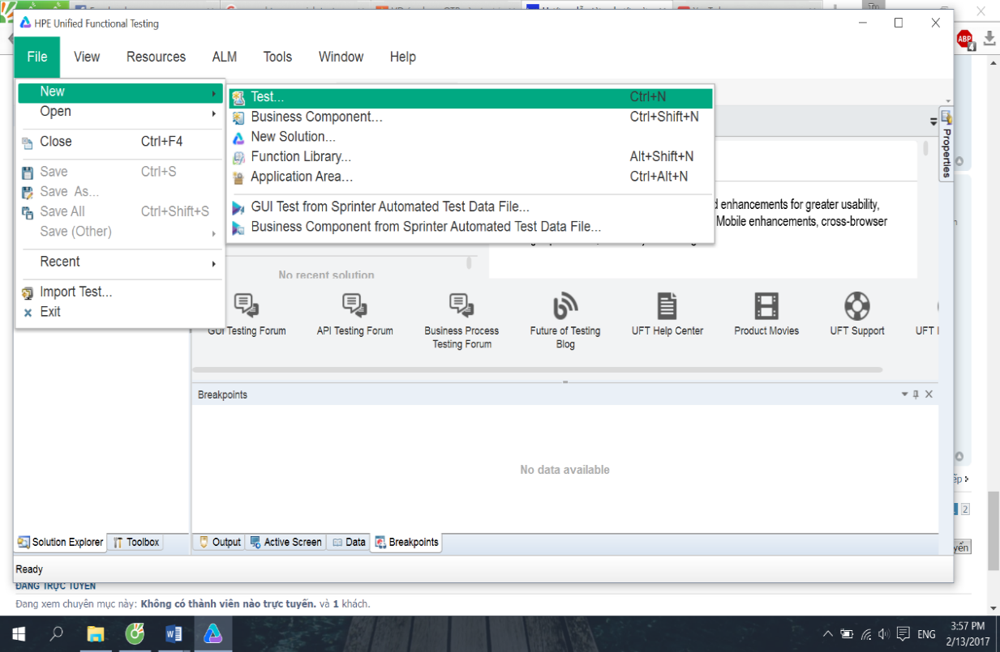 HPE Unified Functional Testing
ABP
4
File View Resources ALM Tools Window Help
New
Open
Close Ctrl+F4
Save Ctrl+S
Save As...
Save All Ctrl+Shift+S
Save (Other)
Recent
Import Test...
Exit
Test... Ctrl+N
Business Component... Ctrl+Shift+N
New Solution...
Function Library... Alt+Shift+N
Application Area... Ctrl+Alt+N
GUI Test from Sprinter Automated Test Data File...
Business Component from Sprinter Automated Test Data File...
Properties
enhancements for greater usability,
Mobile enhancements, cross-browser
No recent solution
GUI Testing Forum
API Testing Forum
Business Process
Testing Forum
Future of Testing
Blog
UFT Help Center
Product Movies
UFT Support
UFT
Breakpoints
No data available
2
Solution Explorer Toolbox
Output Active Screen Data Breakpoints
Ready
ĐANG TRỰC TUYẾN
Đang xem chuyên mục này: Không có thành viên nào trực tuyến. và 1 khách.
ENG
3:57 PM
2/13/2017